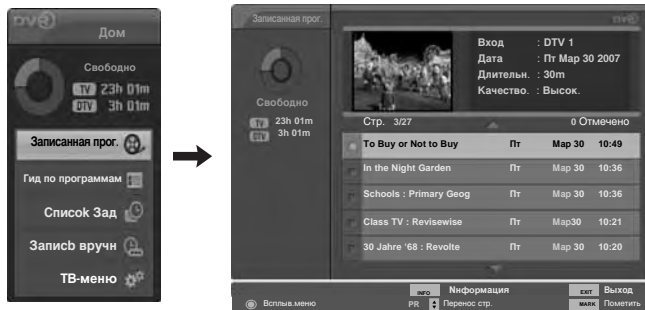 DVR
Дом
Свободно
TV 23h 01m
DTV 3h 01m
Записанная прог.
Гид по программам
Список Зад
Запись вручн
ТВ-меню
Записанная прог.
DVR
Свободно
TV 23h 01m
DTV 3h 01m
Вход : DTV 1
Дата : Пт Мар 30 2007
Длительн. : 30m
Качество. : Высок.
Стр. 3/27 0 Отмечено
To Buy or Not to Buy Пт Мар 30 10:49
In the Night Garden Пт Мар 30 10:36
Schools : Primary Geog Пт Мар 30 10:36
Class TV : Revisewise Пт Мар30 10:21
30 Jahre '68 : Revolte Пт Мар 30 10:20
INFO Nнформация EXIT Выход
Всплыв.меню PR Перенос стр. MARK Пометить